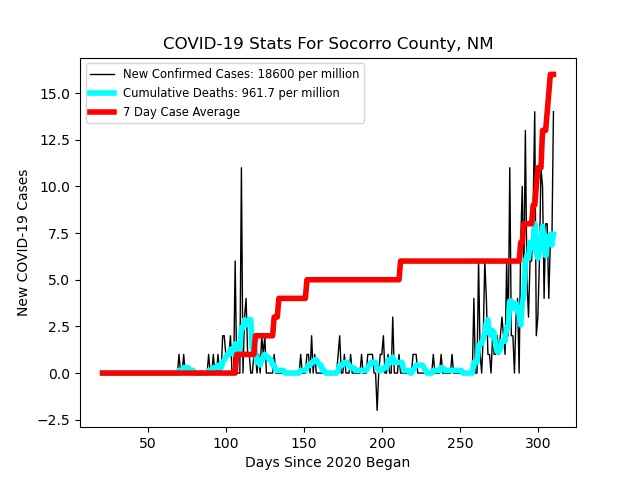 COVID-19 Stats For Socorro County, NM
New Confirmed Cases: 18600 per million
Cumulative Deaths: 961.7 per million
7 Day Case Average
New COVID-19 Cases
15.0
12.5
10.0
7.5
5.0
2.5
0.0
−2.5
50 100 150 200 250 300
Days Since 2020 Began